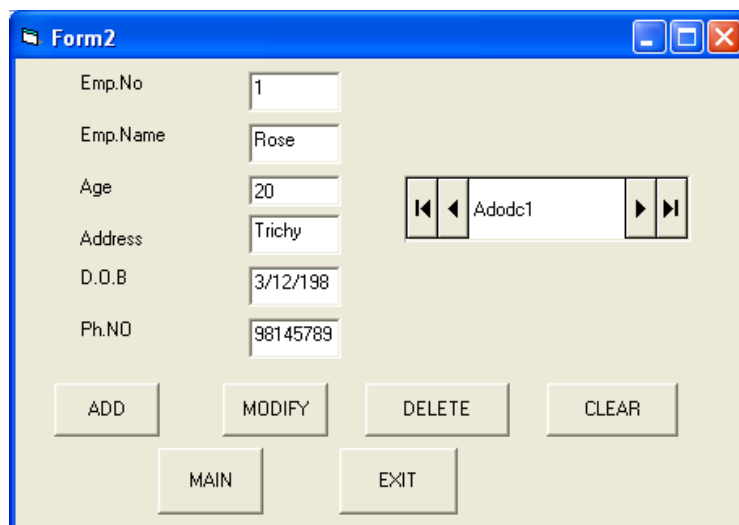 Form2
Emp.No 1
Emp.Name Rose
Age 20
Adodc1
Address Trichy
D.O.B 3/12/198
Ph.NO 98145789
ADD MODIFY DELETE CLEAR
MAIN EXIT